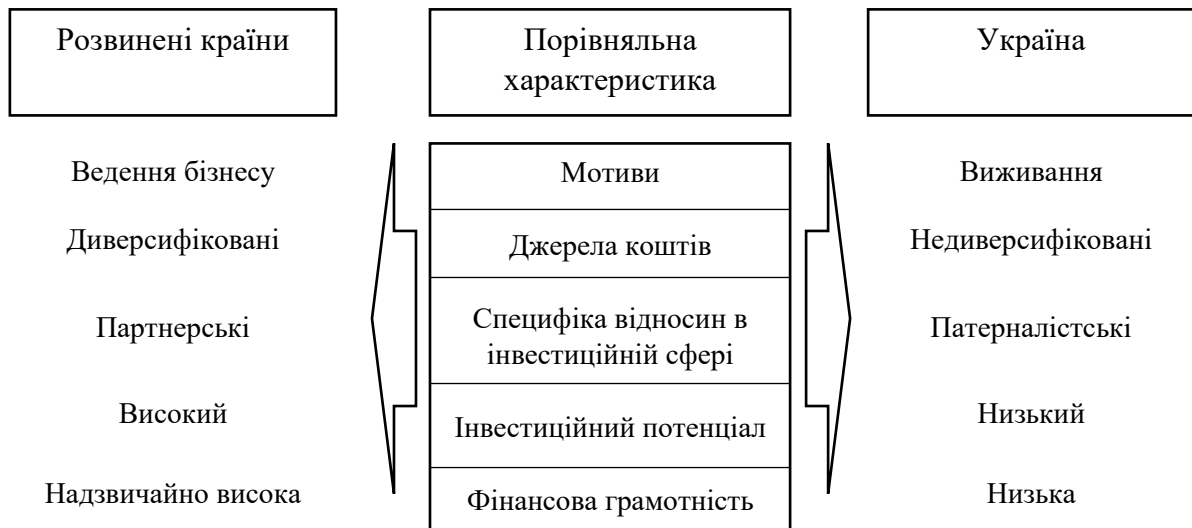 Розвинені країни
Порівняльна
характеристика
Україна
Ведення бізнесу
Мотиви
Виживання
Диверсифіковані
Джерела коштів
Недиверсифіковані
Партнерські
Специфіка відносин в
інвестиційній сфері
Патерналістські
Високий
Інвестиційний потенціал
Низький
Надзвичайно висока
Фінансова грамотність
Низька